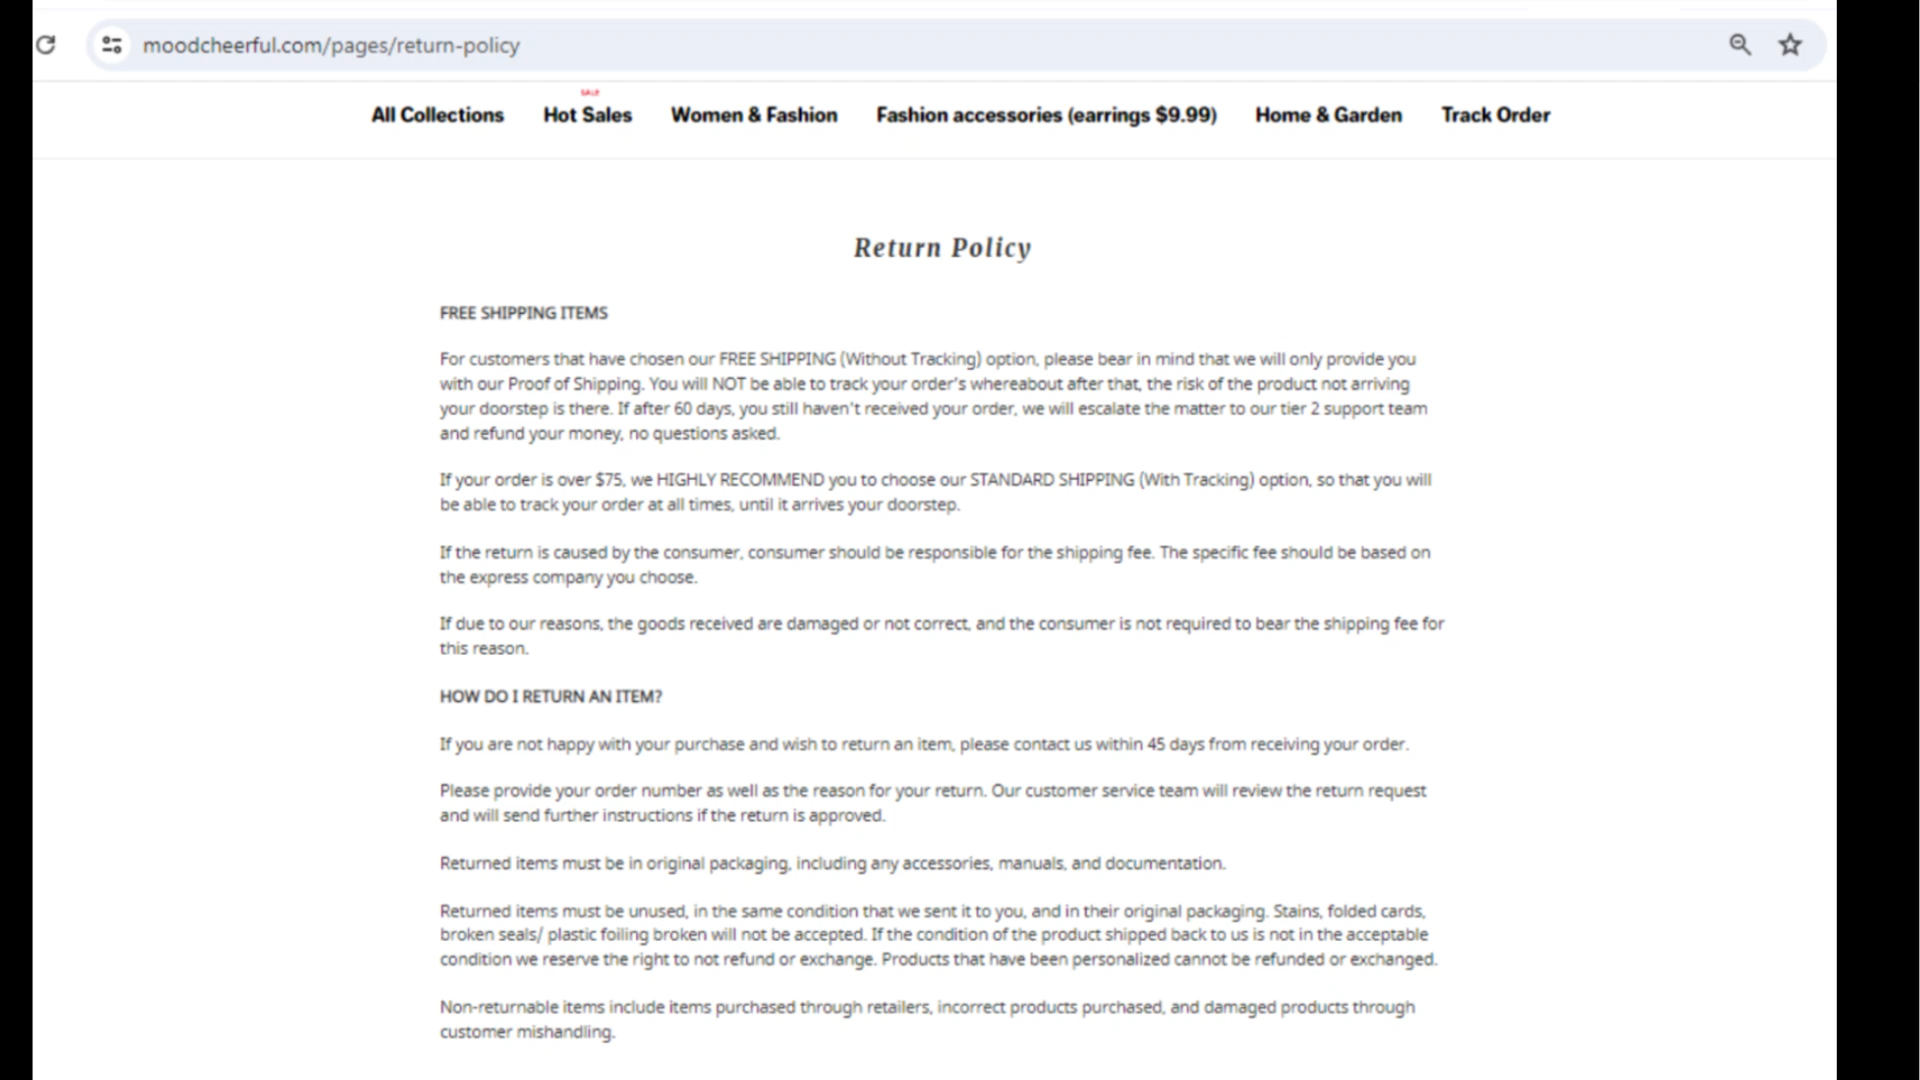 moodcheerful.com/pages/return-policy
SALE
All Collections Hot Sales Women & Fashion Fashion accessories (earrings $9.99) Home & Garden Track Order
Return Policy
FREE SHIPPING ITEMS
For customers that have chosen our FREE SHIPPING (Without Tracking) option, please bear in mind that we will only provide you
with our Proof of Shipping. You will NOT be able to track your order's whereabout after that, the risk of the product not arriving
your doorstep is there. If after 60 days, you still haven't received your order, we will escalate the matter to our tier 2 support team
and refund your money, no questions asked.
If your order is over $75, we HIGHLY RECOMMEND you to choose our STANDARD SHIPPING (With Tracking) option, so that you will
be able to track your order at all times, until it arrives your doorstep.
If the return is caused by the consumer, consumer should be responsible for the shipping fee. The specific fee should be based on
the express company you choose.
If due to our reasons, the goods received are damaged or not correct, and the consumer is not required to bear the shipping fee for
this reason.
HOW DO I RETURN AN ITEM?
If you are not happy with your purchase and wish to return an item, please contact us within 45 days from receiving your order.
Please provide your order number as well as the reason for your return. Our customer service team will review the return request
and will send further instructions if the return is approved.
Returned items must be in original packaging, including any accessories, manuals, and documentation.
Returned items must be unused, in the same condition that we sent it to you, and in their original packaging. Stains, folded cards,
broken seals/ plastic foiling broken will not be accepted. If the condition of the product shipped back to us is not in the acceptable
condition we reserve the right to not refund or exchange. Products that have been personalized cannot be refunded or exchanged.
Non-returnable items include items purchased through retailers, incorrect products purchased, and damaged products through
customer mishandling.